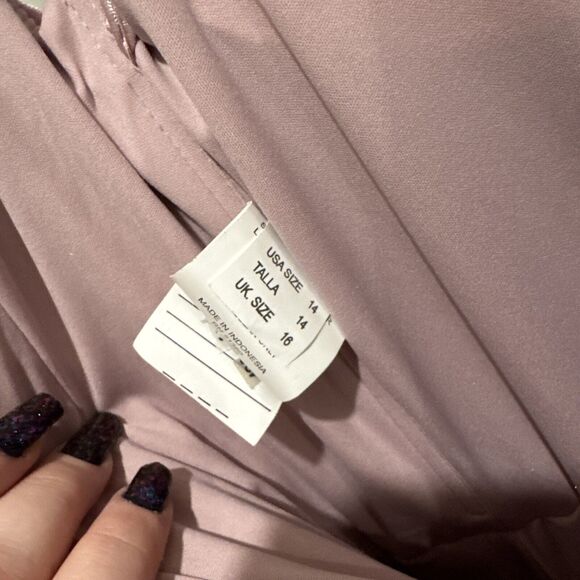 USA SIZE 14
TALLA 14
UK. SIZE 16
MADE IN INDONESIA